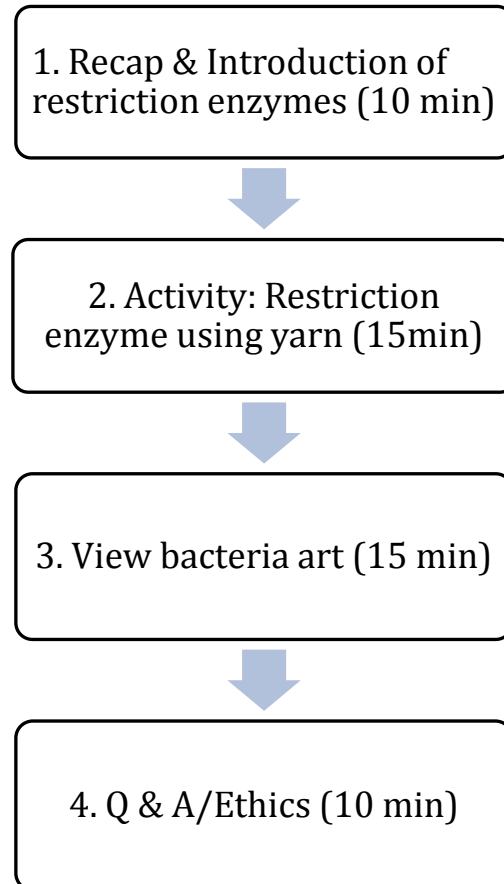 1. Recap & Introduction of
restriction enzymes (10 min)
2. Activity: Restriction
enzyme using yarn (15min)
3. View bacteria art (15 min)
4. Q & A/Ethics (10 min)